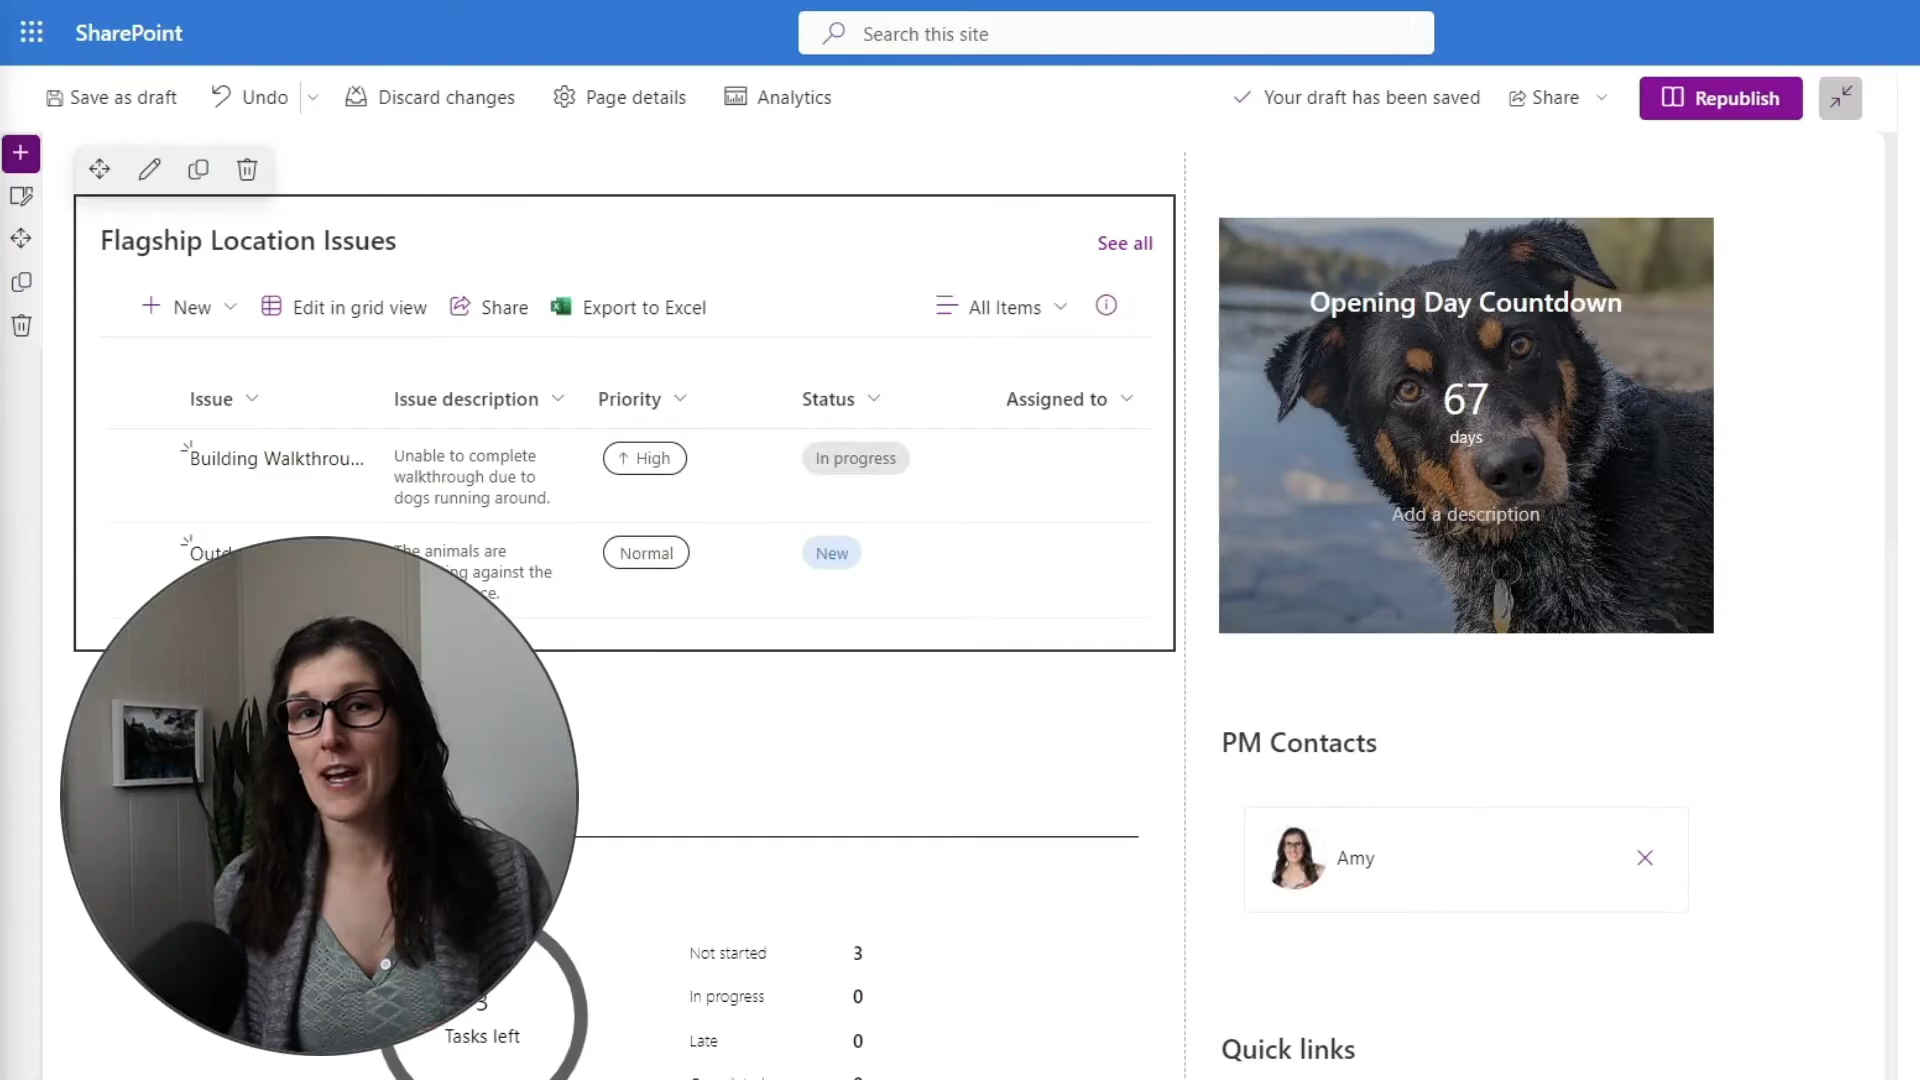 SharePoint
Search this site
Save as draft
Undo
Discard changes
Page details
Analytics
Your draft has been saved
Share
Republish
Flagship Location Issues
See all
New
Edit in grid view
Share
Export to Excel
All Items
Issue
Issue description
Priority
Status
Assigned to
Building Walkthrou...
Unable to complete
walkthrough due to
dogs running around.
High
In progress
animals are
against the
Normal
New
Opening Day Countdown
67
days
Add a description
PM Contacts
Amy
Tasks left
Not started 3
In progress 0
Late 0
Quick links